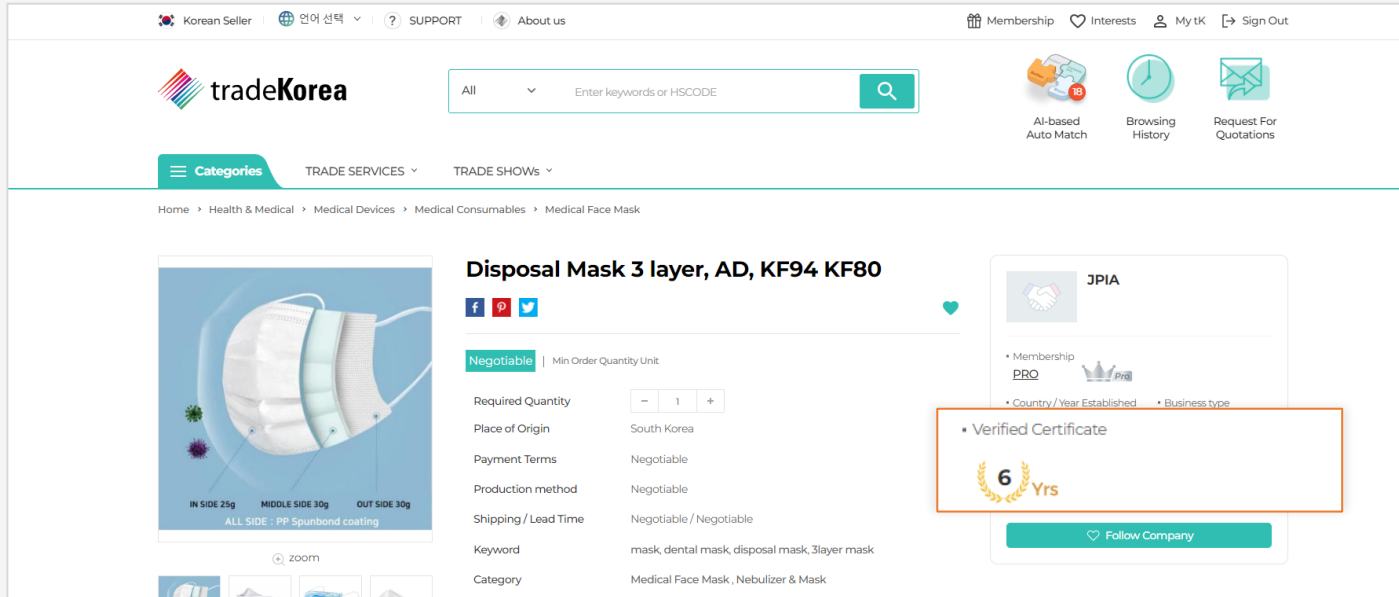 Korean Seller 언어 선택 ? SUPPORT About us Membership Interests My tK Sign Out
tradeKorea
All Enter keywords or HSCODE
18
AI-based Auto Match
Browsing History
Request For Quotations
Categories TRADE SERVICES TRADE SHOWs
Home > Health & Medical > Medical Devices > Medical Consumables > Medical Face Mask
Disposal Mask 3 layer, AD, KF94 KF80
Negotiable | Min Order Quantity Unit
Required Quantity − 1 +
Place of Origin South Korea
Payment Terms Negotiable
Production method Negotiable
Shipping / Lead Time Negotiable / Negotiable
Keyword mask, dental mask, disposal mask, 3layer mask
Category Medical Face Mask , Nebulizer & Mask
IN SIDE 25g MIDDLE SIDE 30g OUT SIDE 30g
ALL SIDE : PP Spunbond coating
zoom
JPIA
• Membership
PRO Pro
• Country / Year Established • Business type
• Verified Certificate
6 Yrs
Follow Company